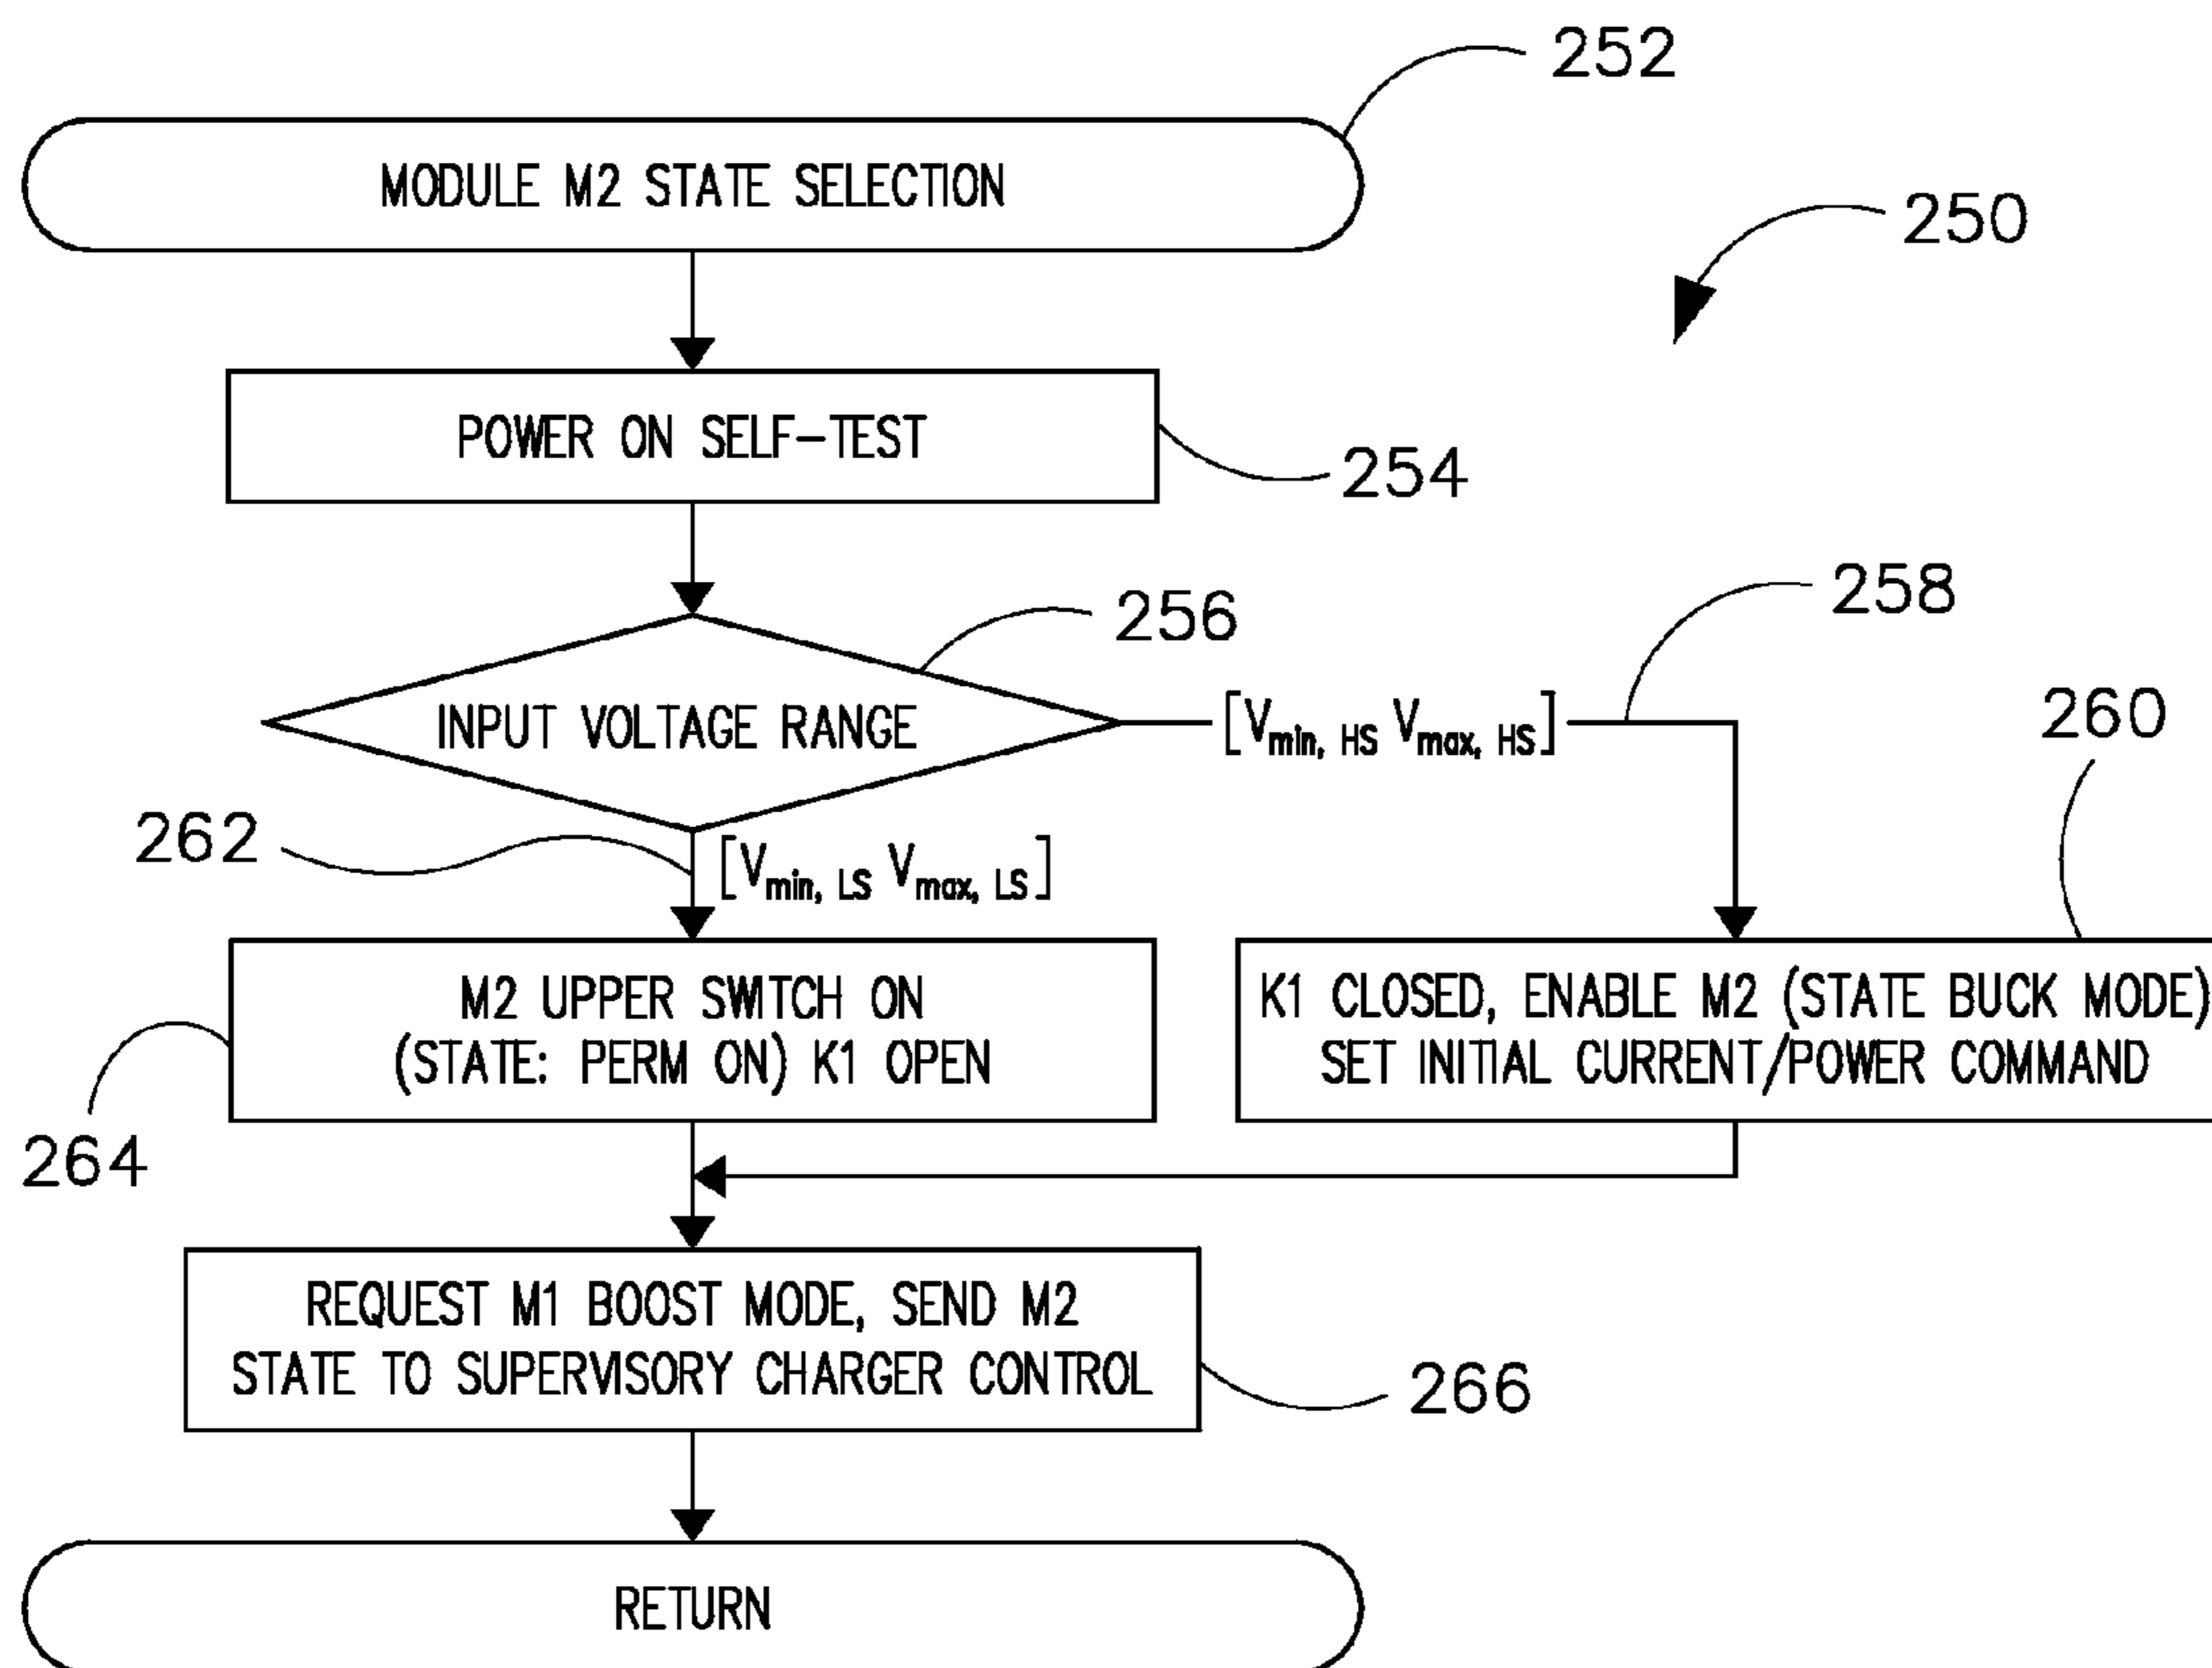 252
MODULE M2 STATE SELECTION
250
POWER ON SELF-TEST
254
256
258
INPUT VOLTAGE RANGE
[Vmin, HS Vmax, HS]
260
262
[Vmin, LS Vmax, LS]
M2 UPPER SWITCH ON
(STATE: PERM ON) K1 OPEN
K1 CLOSED, ENABLE M2 (STATE BUCK MODE)
SET INITIAL CURRENT/POWER COMMAND
264
REQUEST M1 BOOST MODE, SEND M2
STATE TO SUPERVISORY CHARGER CONTROL
266
RETURN